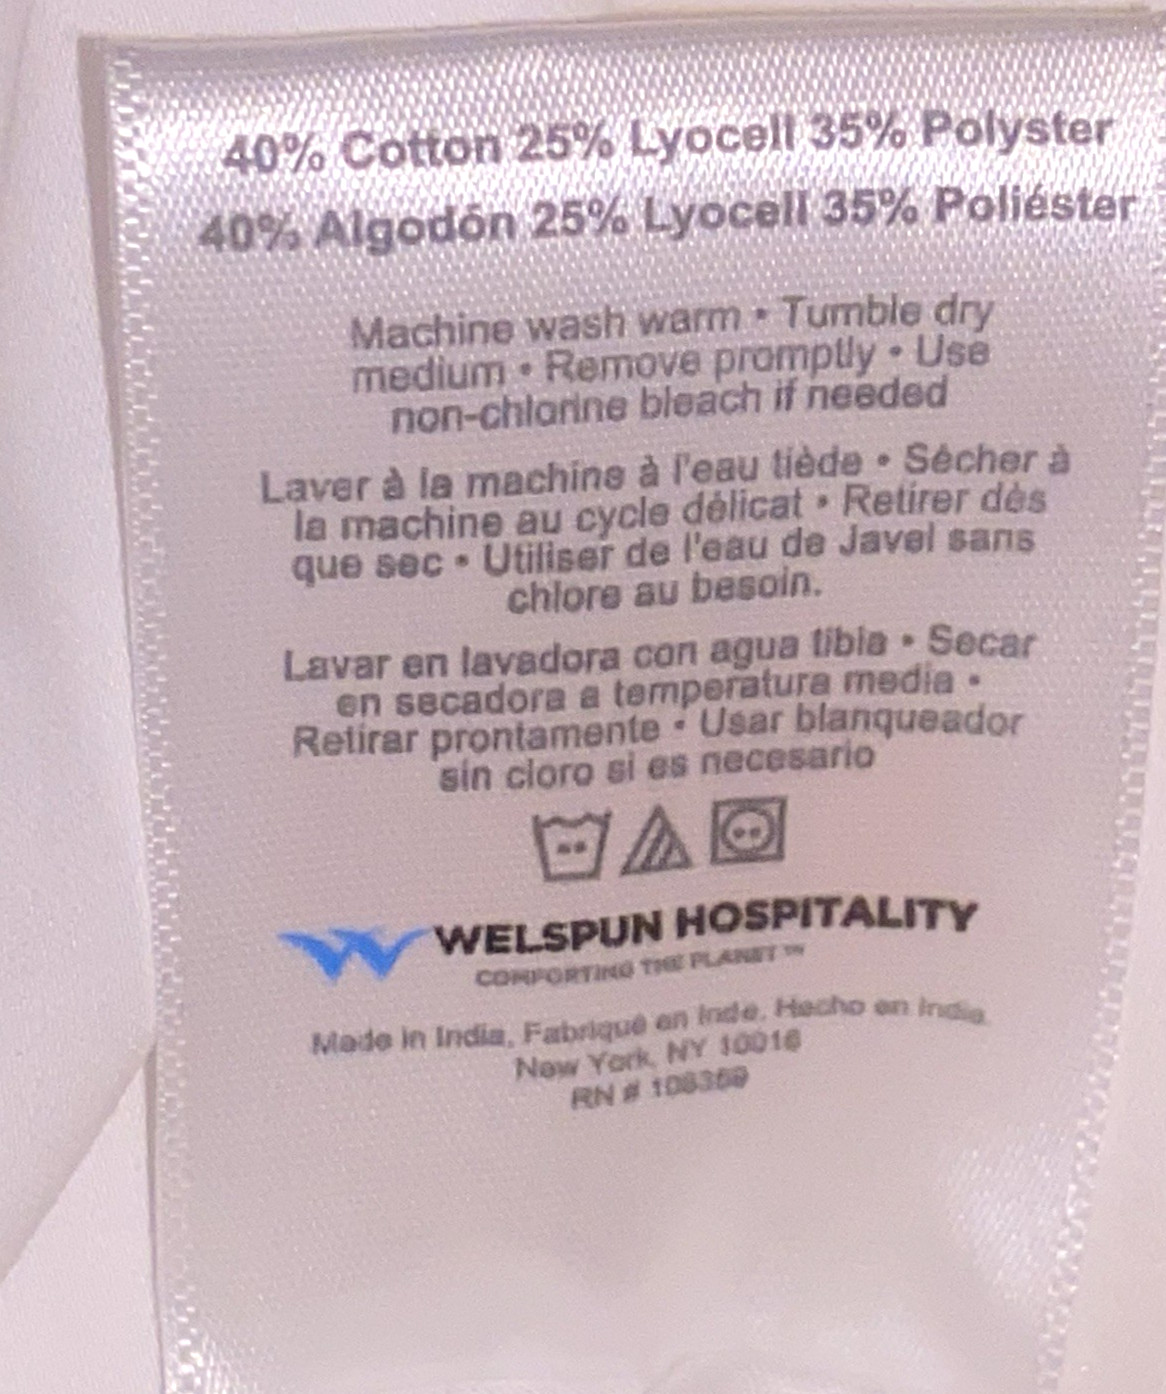 40% Cotton 25% Lyocell 35% Polyster
40% Algodón 25% Lyocell 35% Poliéster
Machine wash warm • Tumble dry
medium • Remove promptly • Use
non-chlorine bleach if needed
Laver à la machine à l'eau tiède • Sécher à
la machine au cycle délicat • Retirer dès
que sec • Utiliser de l'eau de Javel sans
chlore au besoin.
Lavar en lavadora con agua tibia • Secar
en secadora a temperatura media •
Retirar prontamente • Usar blanqueador
sin cloro si es necesario
WELSPUN HOSPITALITY
COMFORTING THE PLANET ™
Made in India, Fabriqué en Inde, Hecho en India,
New York, NY 10016
RN #